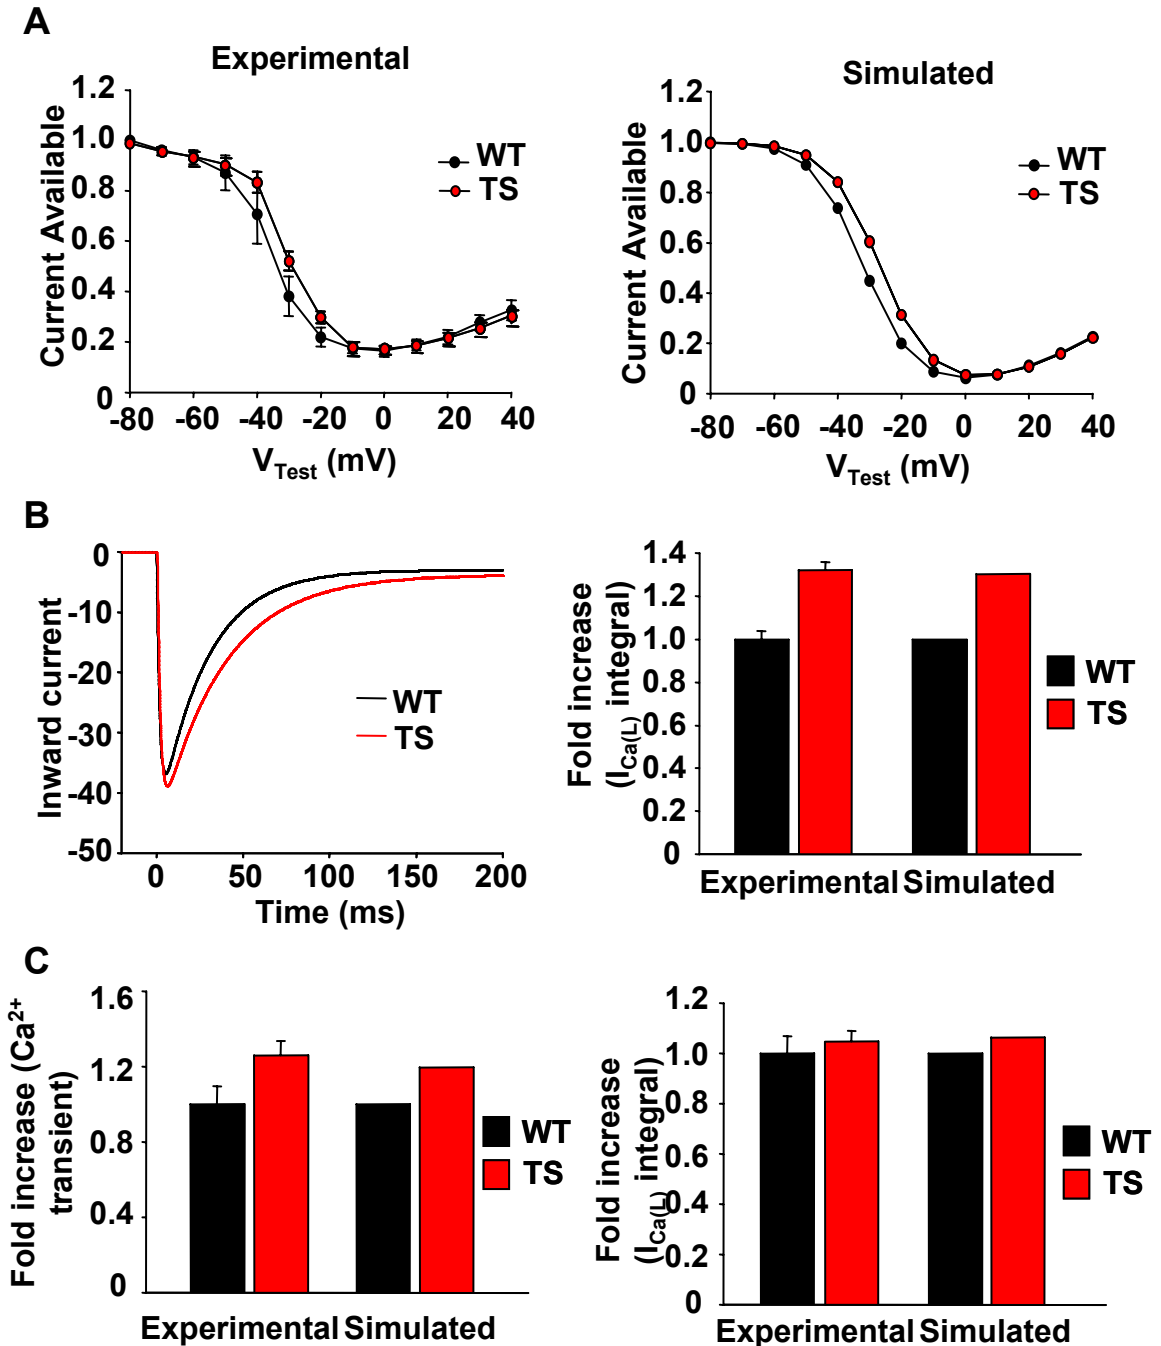 A
Experimental
Simulated
Current Available
1.2
1.0
0.8
0.6
0.4
0.2
0
WT
TS
-80 -60 -40 -20 0 20 40
V_Test (mV)
Current Available
1.2
1.0
0.8
0.6
0.4
0.2
0
WT
TS
-80 -60 -40 -20 0 20 40
V_Test (mV)
B
Inward current
0
-10
-20
-30
-40
-50
WT
TS
0 50 100 150 200
Time (ms)
Fold increase
(I_Ca(L) integral)
1.4
1.2
1.0
0.8
0.6
0.4
0.2
0
WT
TS
Experimental Simulated
C
Fold increase (Ca²⁺
transient)
1.6
1.2
0.8
0.4
0
WT
TS
Experimental Simulated
Fold increase
(I_Ca(L) integral)
1.2
1.0
0.8
0.6
0.4
0.2
0
WT
TS
Experimental Simulated